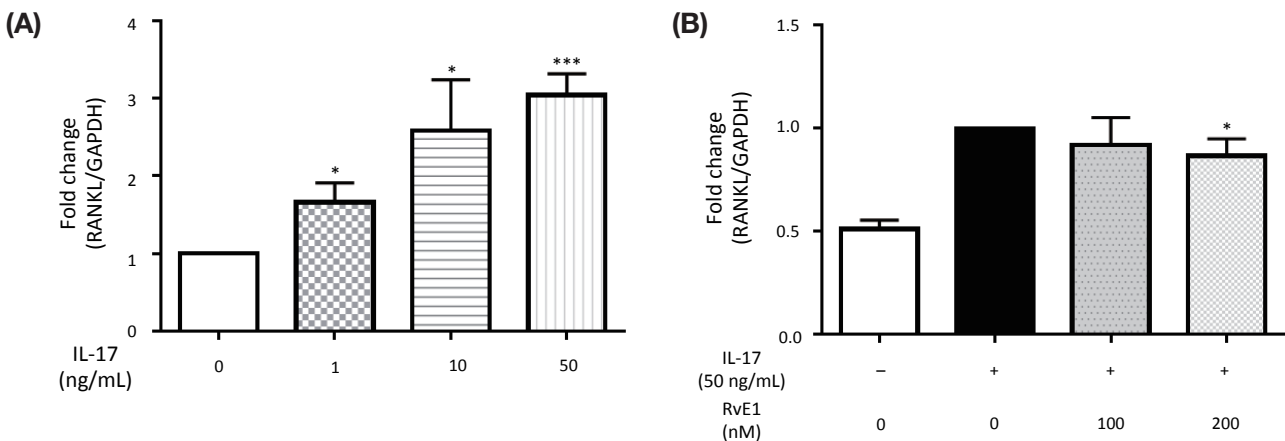 (A)
Fold change
(RANKL/GAPDH)
4
3
2
1
0
*
*
***
IL-17
(ng/mL)
0 1 10 50
(B)
Fold change
(RANKL/GAPDH)
1.5
1.0
0.5
0.0
*
IL-17
(50 ng/mL)
– + + +
RvE1
(nM)
0 0 100 200